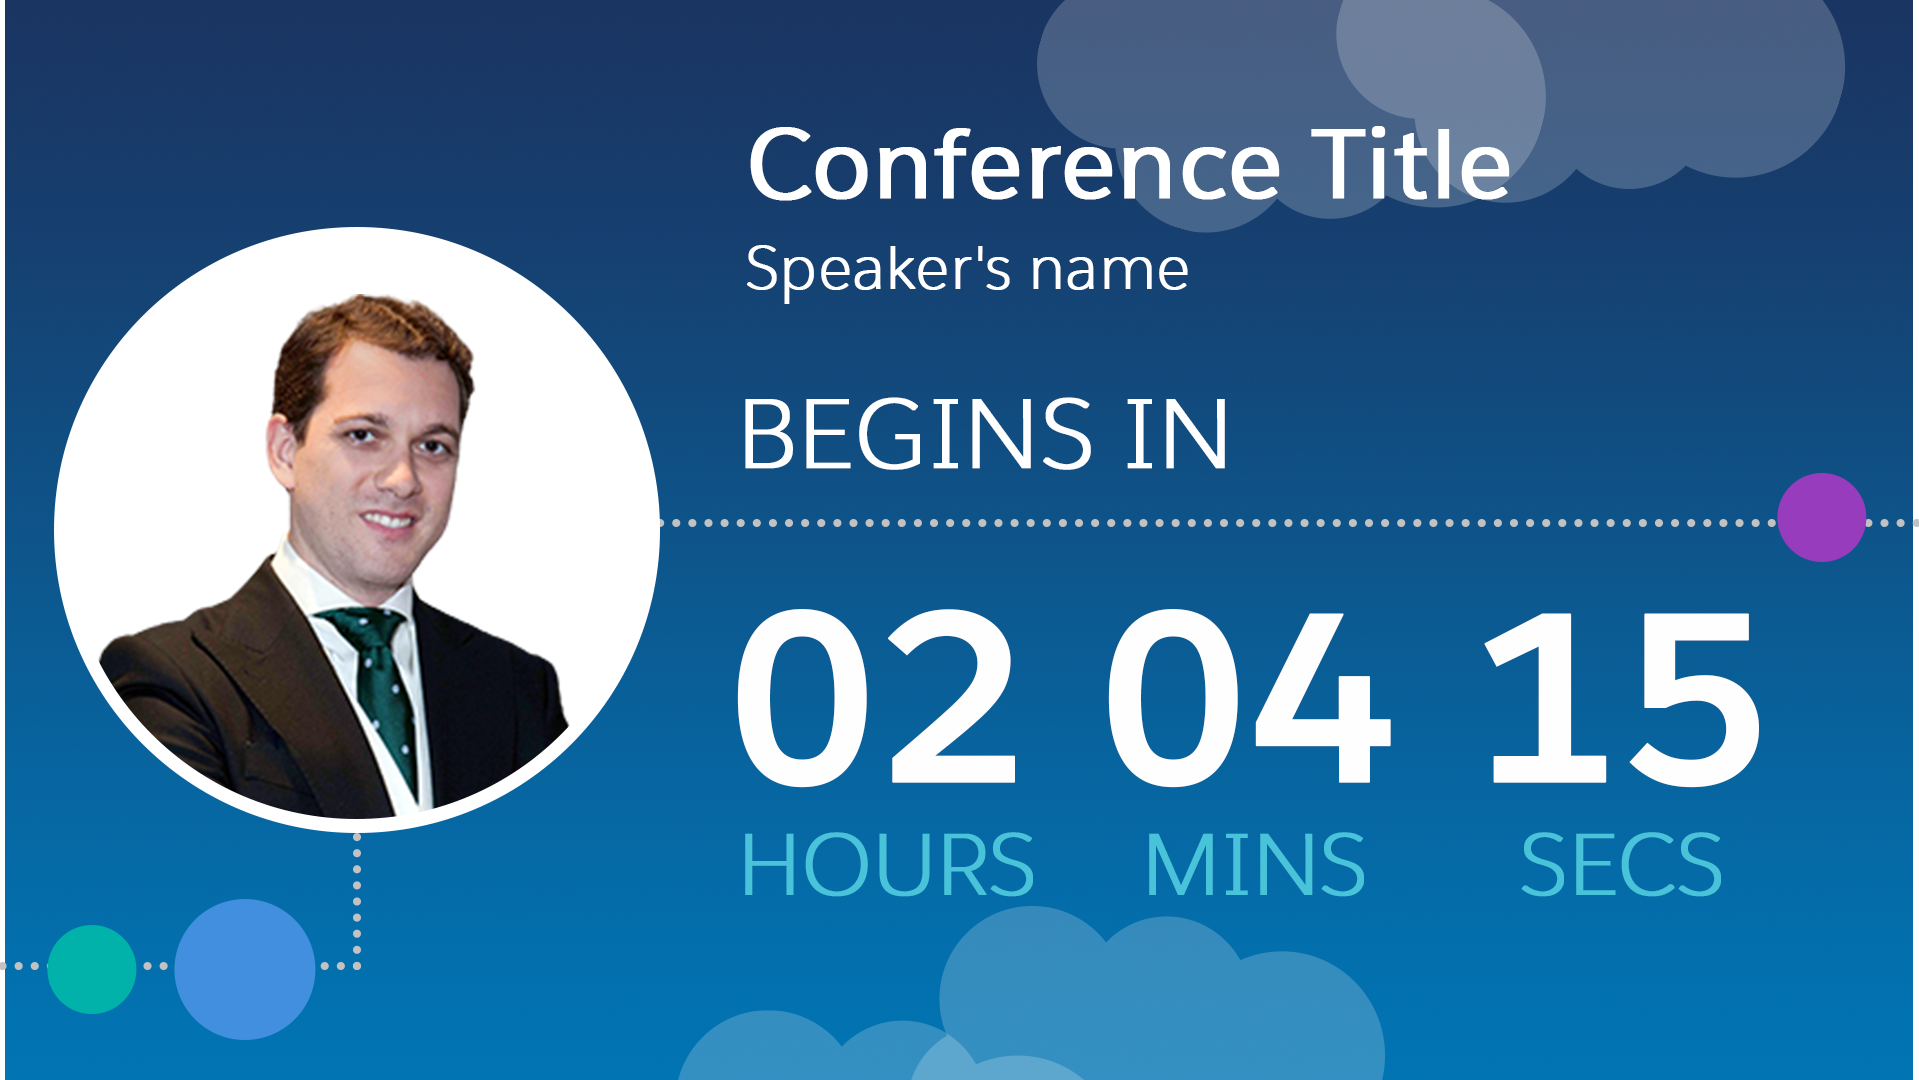 Conference Title
Speaker's name
BEGINS IN
02 04 15
HOURS MINS SECS